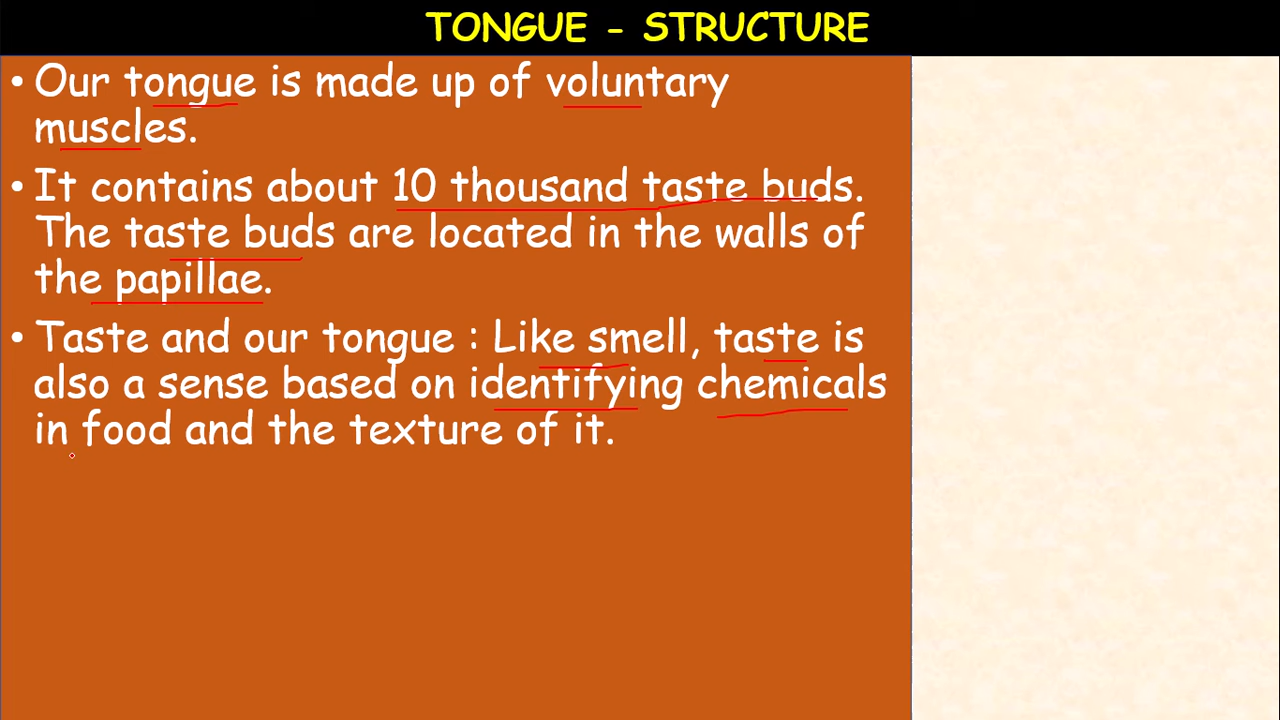 TONGUE - STRUCTURE
• Our tongue is made up of voluntary
muscles.
• It contains about 10 thousand taste buds.
The taste buds are located in the walls of
the papillae.
• Taste and our tongue : Like smell, taste is
also a sense based on identifying chemicals
in food and the texture of it.